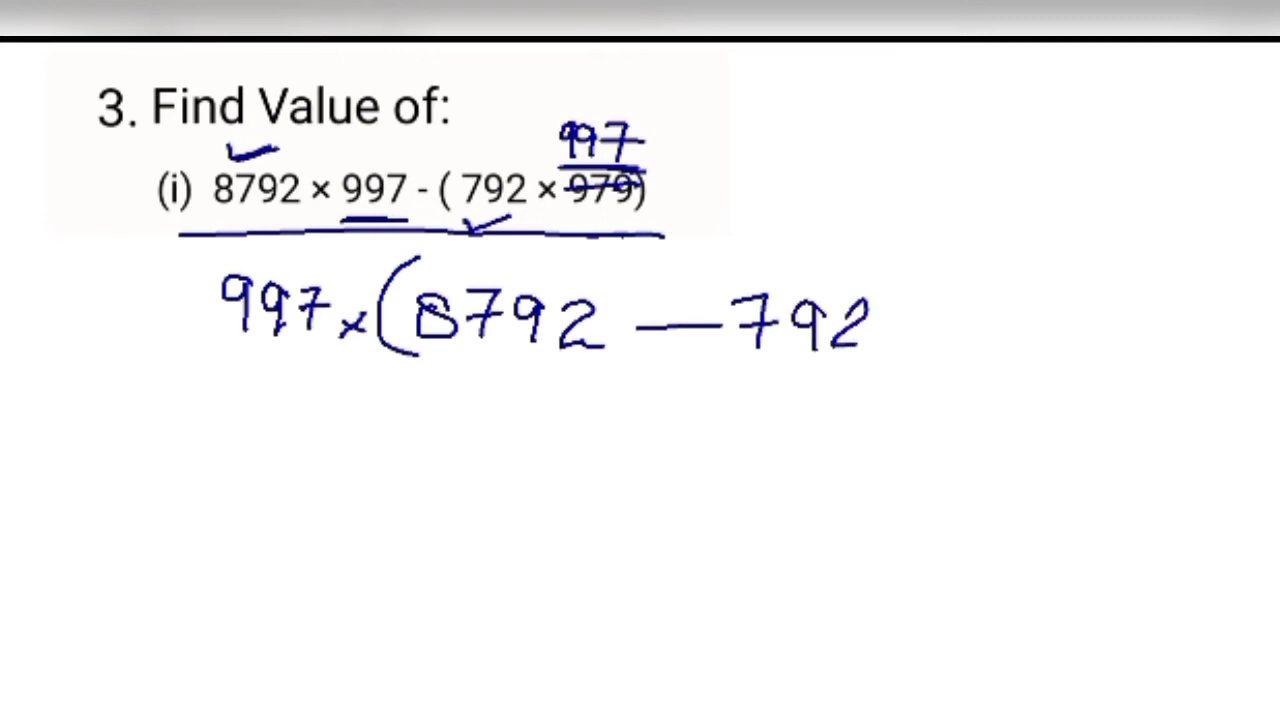 3. Find Value of:
997
(i) 8792 × 997 - ( 792 × 979)
997 × (8792 — 792